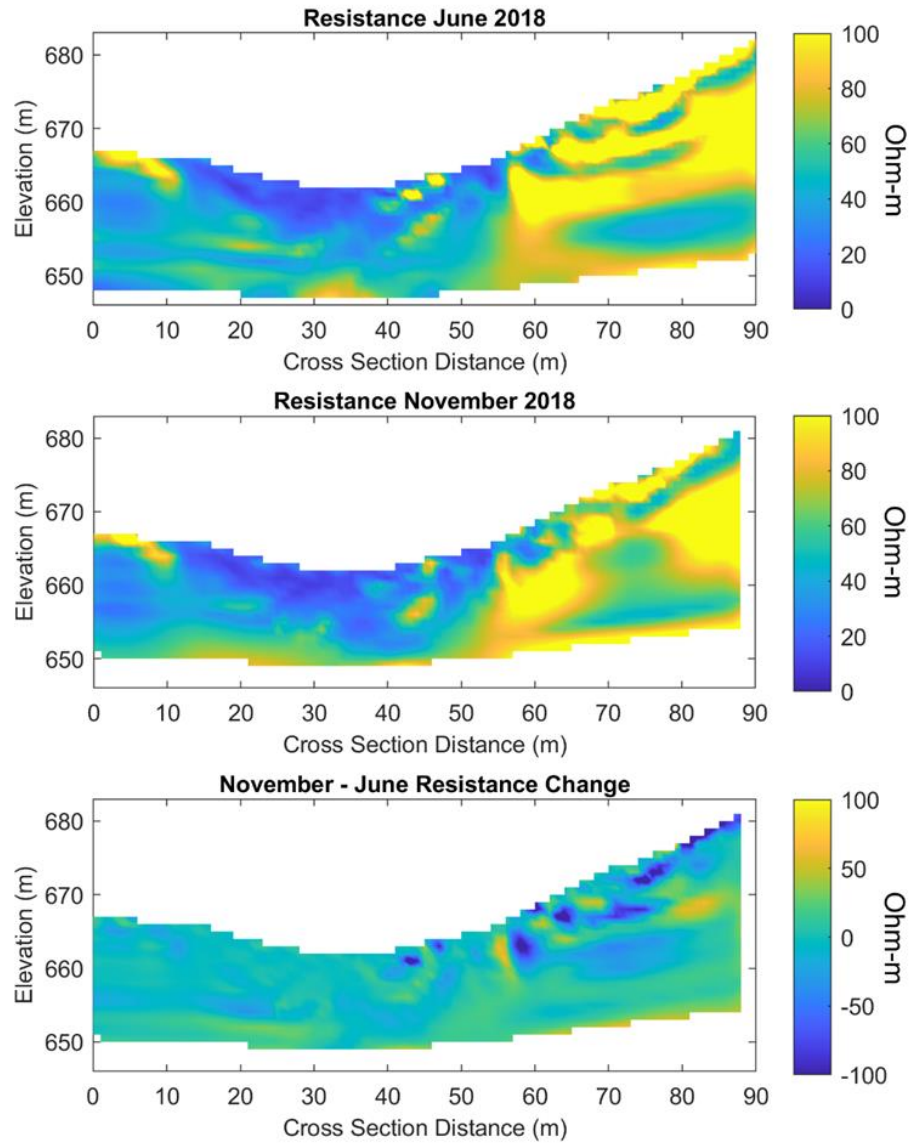 Resistance June 2018
680
670
660
650
Elevation (m)
0 10 20 30 40 50 60 70 80 90
Cross Section Distance (m)
100
80
60
40
20
0
Ohm-m
Resistance November 2018
680
670
660
650
Elevation (m)
0 10 20 30 40 50 60 70 80 90
Cross Section Distance (m)
100
80
60
40
20
0
Ohm-m
November - June Resistance Change
680
670
660
650
Elevation (m)
0 10 20 30 40 50 60 70 80 90
Cross Section Distance (m)
100
50
0
-50
-100
Ohm-m